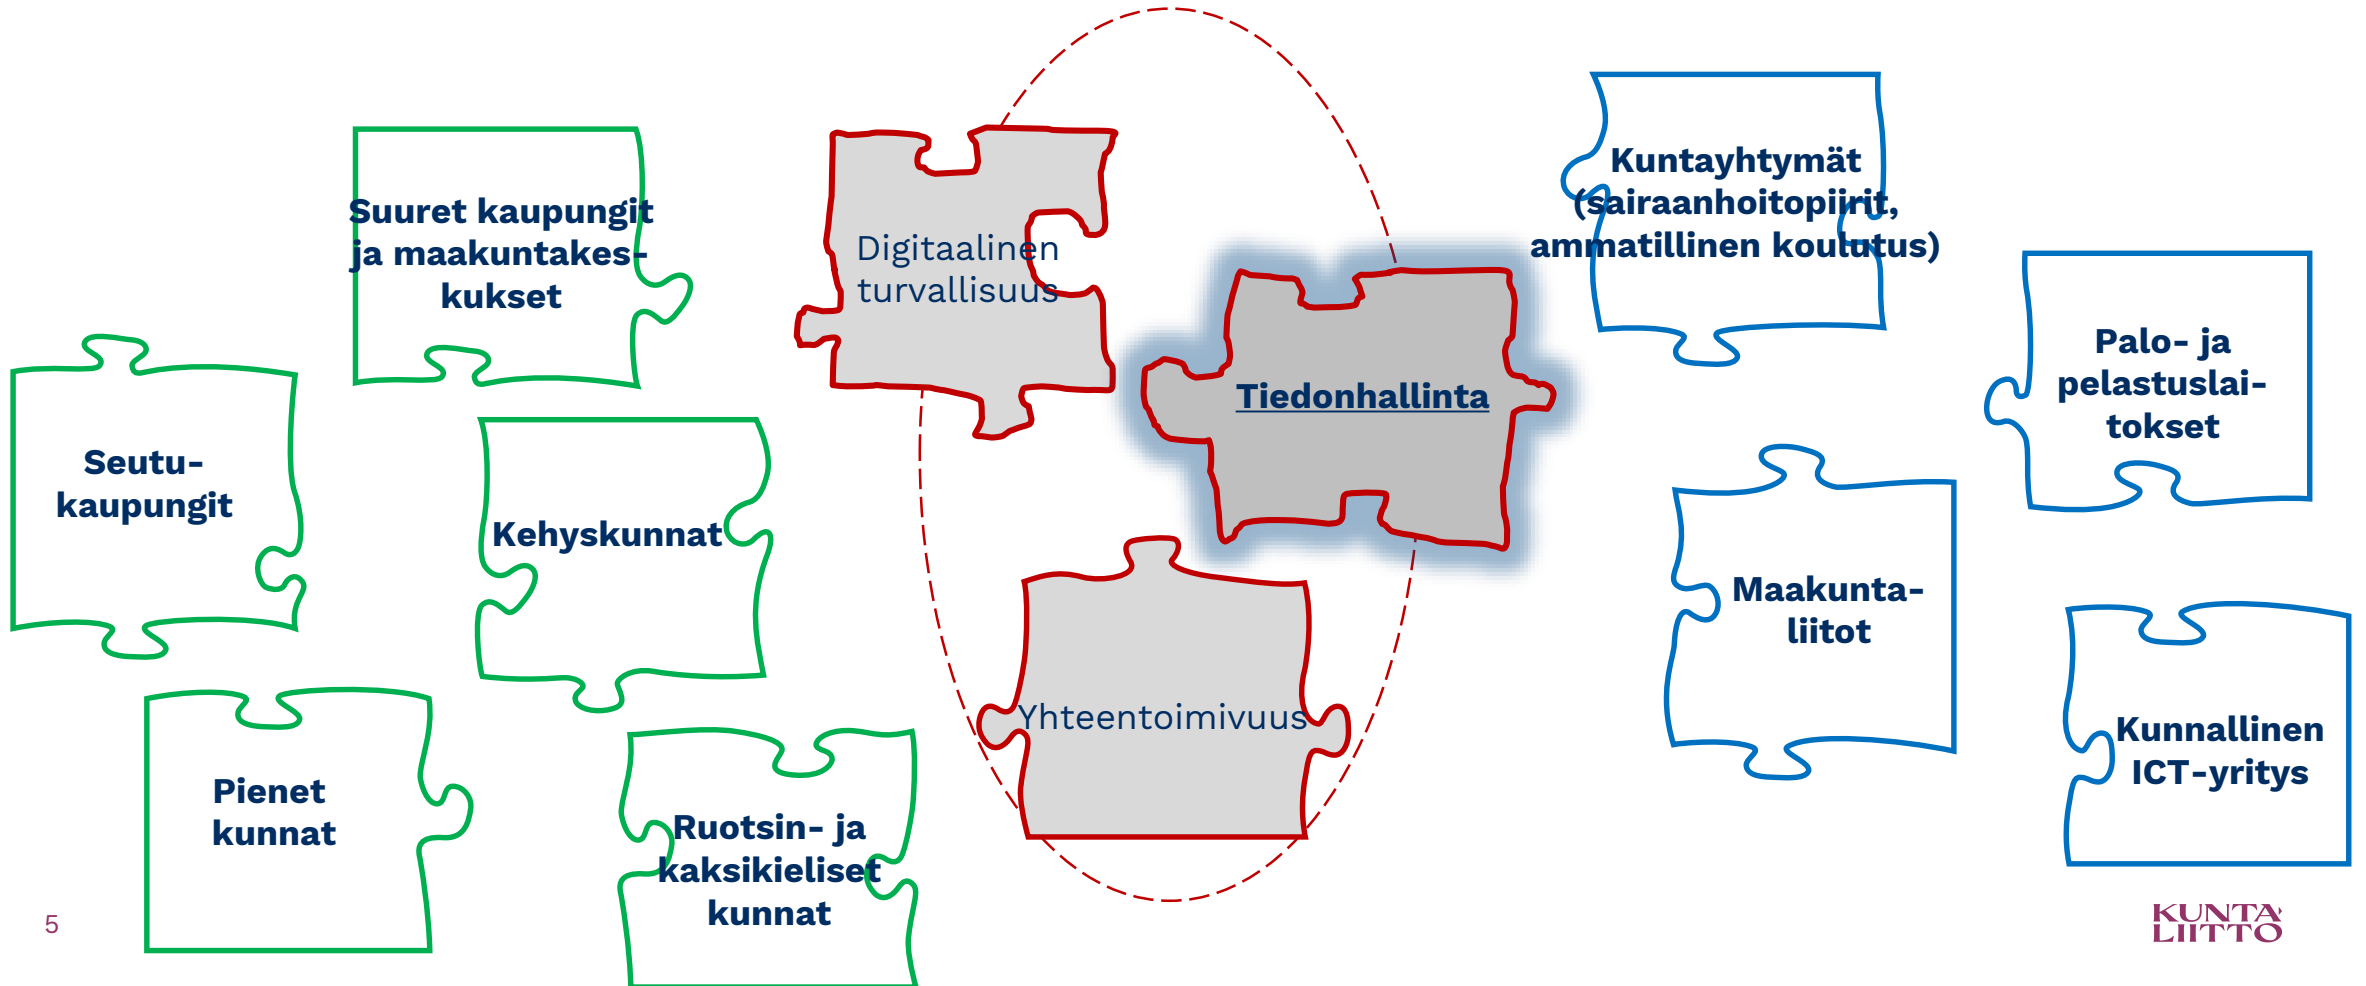 Suuret kaupungit
ja maakuntakes-
kukset
Seutu-
kaupungit
Kehyskunnat
Pienet
kunnat
Ruotsin- ja
kaksikieliset
kunnat
Digitaalinen
turvallisuus
Tiedonhallinta
Yhteentoimivuus
Kuntayhtymät
(sairaanhoitopiirit,
ammatillinen koulutus)
Palo- ja
pelastuslai-
tokset
Maakunta-
liitot
Kunnallinen
ICT-yritys
5
KUNTA
LIITTO